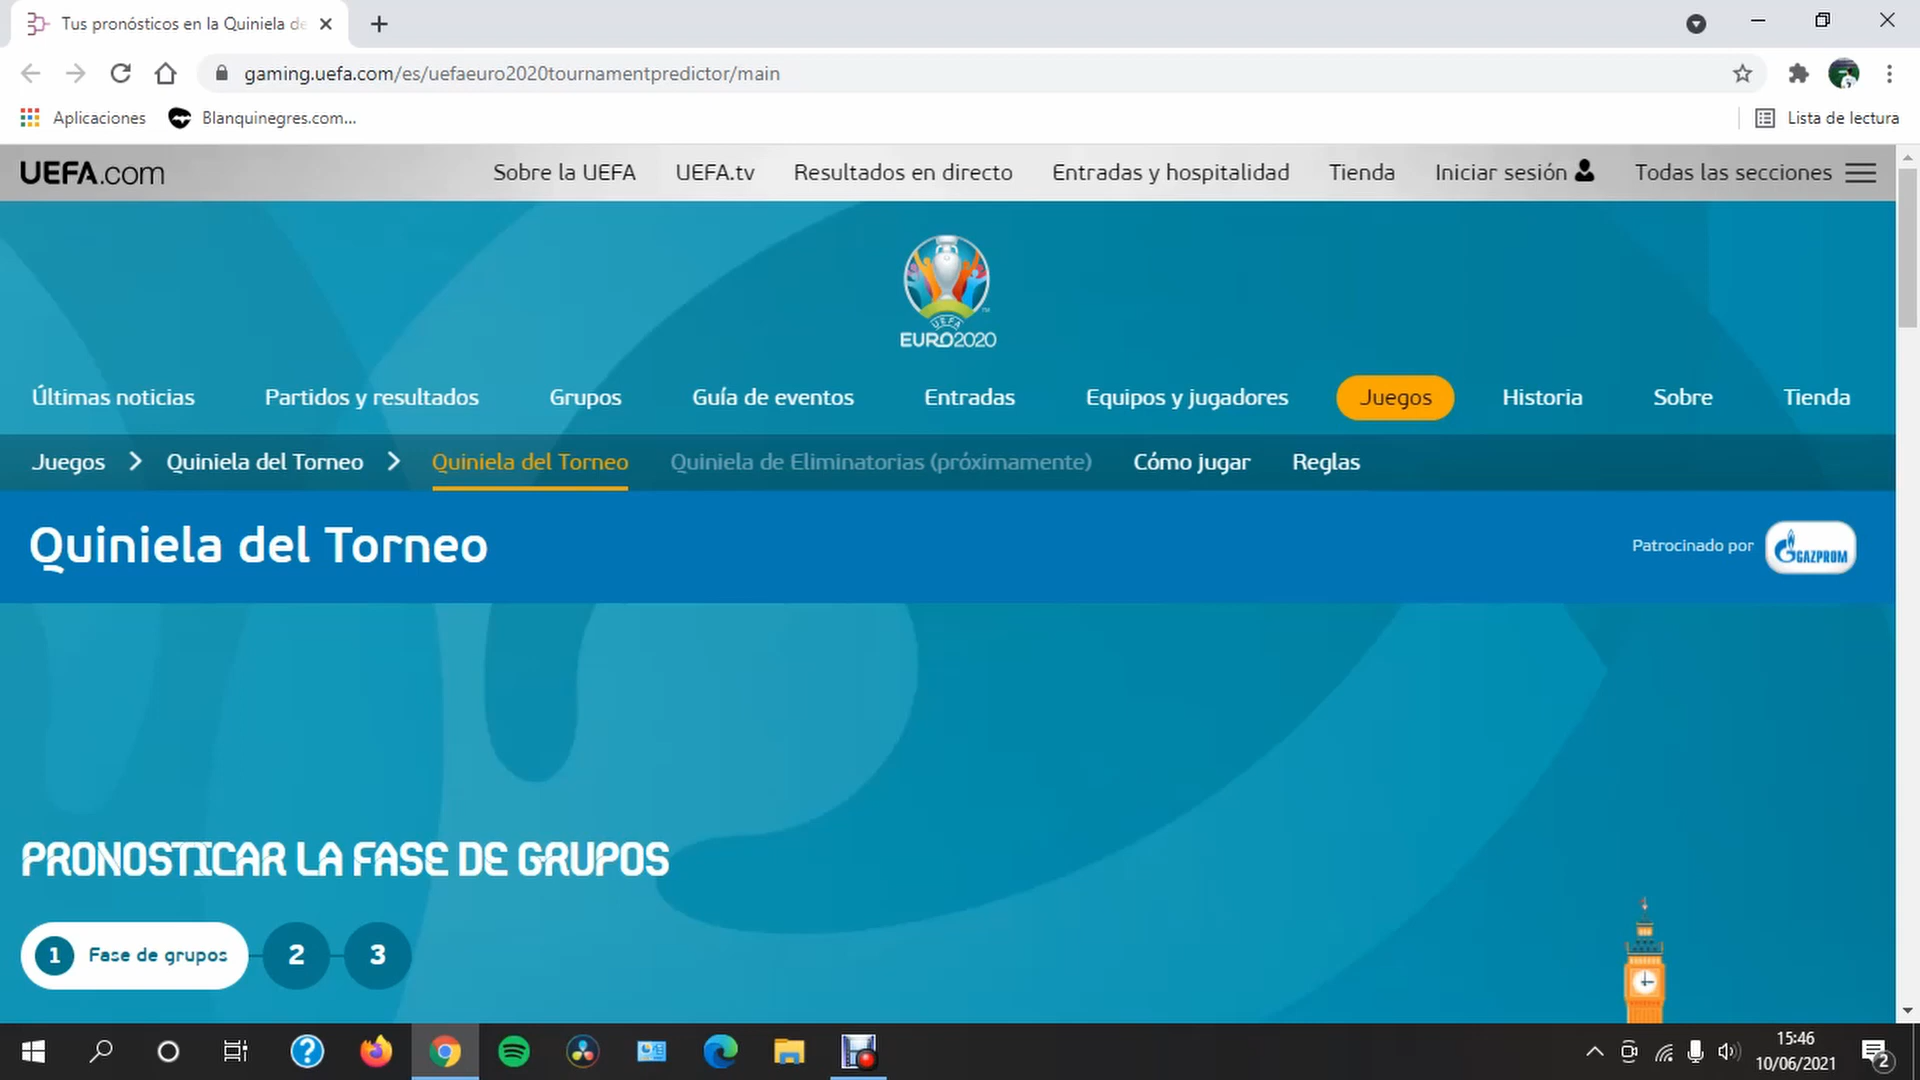 Tus pronósticos en la Quiniela de
gaming.uefa.com/es/uefaeuro2020tournamentpredictor/main
Aplicaciones
Blanquinegres.com...
Lista de lectura
UEFA.com
Sobre la UEFA
UEFA.tv
Resultados en directo
Entradas y hospitalidad
Tienda
Iniciar sesión
Todas las secciones
UEFA
EURO2020
TM
Últimas noticias
Partidos y resultados
Grupos
Guía de eventos
Entradas
Equipos y jugadores
Juegos
Historia
Sobre
Tienda
Juegos
Quiniela del Torneo
Quiniela del Torneo
Quiniela de Eliminatorias (próximamente)
Cómo jugar
Reglas
Quiniela del Torneo
Patrocinado por
GAZPROM
PRONOSTICAR LA FASE DE GRUPOS
1 Fase de grupos
2
3
15:46
10/06/2021
2